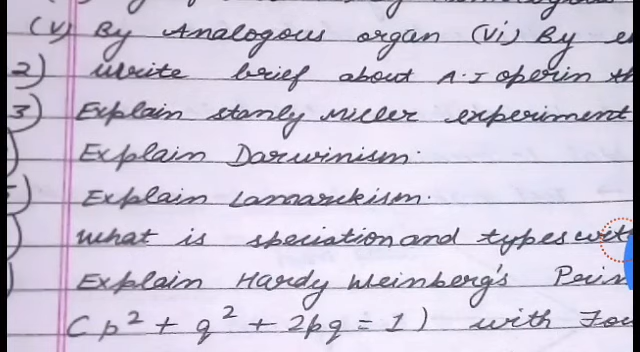 (V) By Analogous organ (Vi) By
2) write brief about A.I operin
3) Explain stanly Miller experiment
) Explain Darwinism.
) Explain Lamarckism.
) what is speciation and types
) Explain Hardy Weinberg's
(p² + q² + 2pq = 1) with